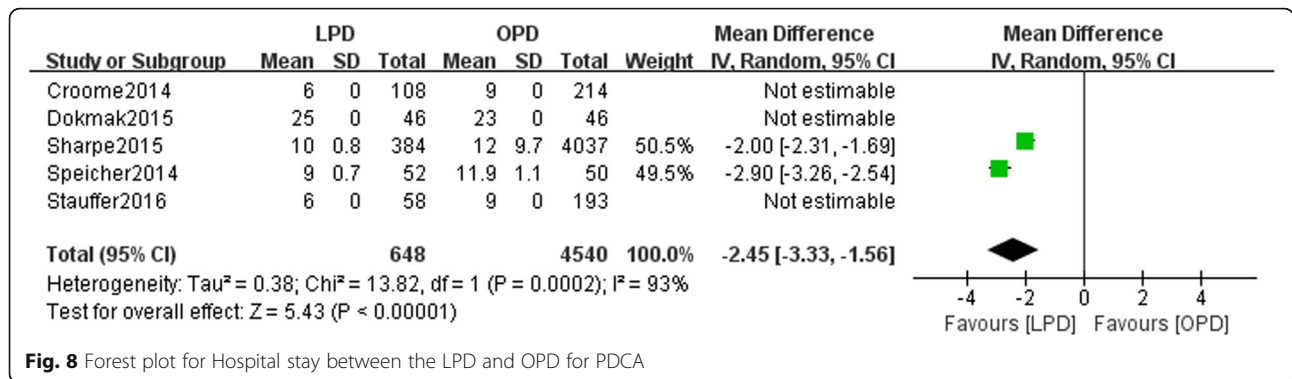 LPD OPD Mean Difference Mean Difference
Study or Subgroup Mean SD Total Mean SD Total Weight IV, Random, 95% CI IV, Random, 95% CI
Croome2014 6 0 108 9 0 214 Not estimable
Dokmak2015 25 0 46 23 0 46 Not estimable
Sharpe2015 10 0.8 384 12 9.7 4037 50.5% -2.00 [-2.31, -1.69]
Speicher2014 9 0.7 52 11.9 1.1 50 49.5% -2.90 [-3.26, -2.54]
Stauffer2016 6 0 58 9 0 193 Not estimable
Total (95% CI) 648 4540 100.0% -2.45 [-3.33, -1.56]
Heterogeneity: Tau² = 0.38; Chi² = 13.82, df = 1 (P = 0.0002); I² = 93%
Test for overall effect: Z = 5.43 (P < 0.00001)
-4 -2 0 2 4
Favours [LPD] Favours [OPD]
Fig. 8 Forest plot for Hospital stay between the LPD and OPD for PDCA